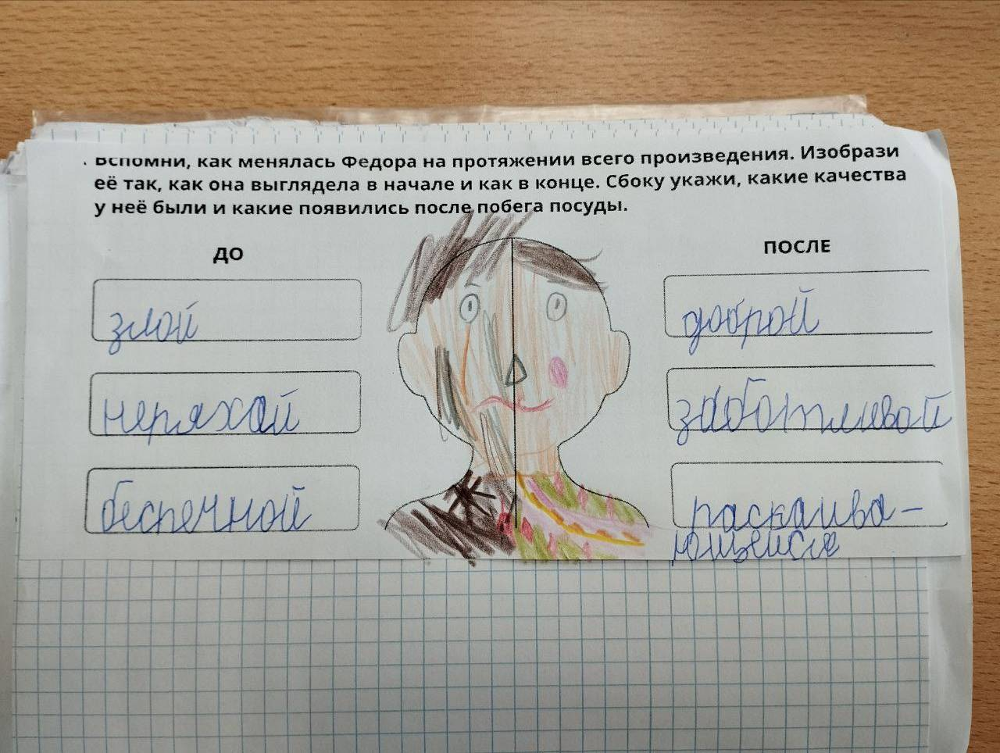 Вспомни, как менялась Федора на протяжении всего произведения. Изобрази
её так, как она выглядела в начале и как в конце. Сбоку укажи, какие качества
у неё были и какие появились после побега посуды.
ДО
ПОСЛЕ
злой
доброй
неряхой
заботливой
беспечной
раскаива-
ющейся